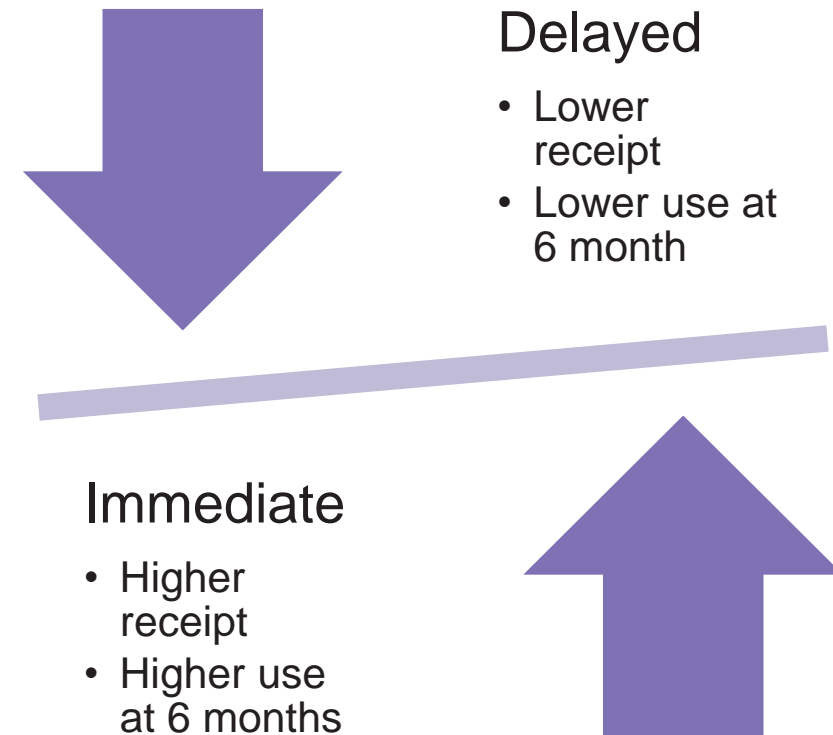 Delayed
• Lower
receipt
• Lower use at
6 month
Immediate
• Higher
receipt
• Higher use
at 6 months